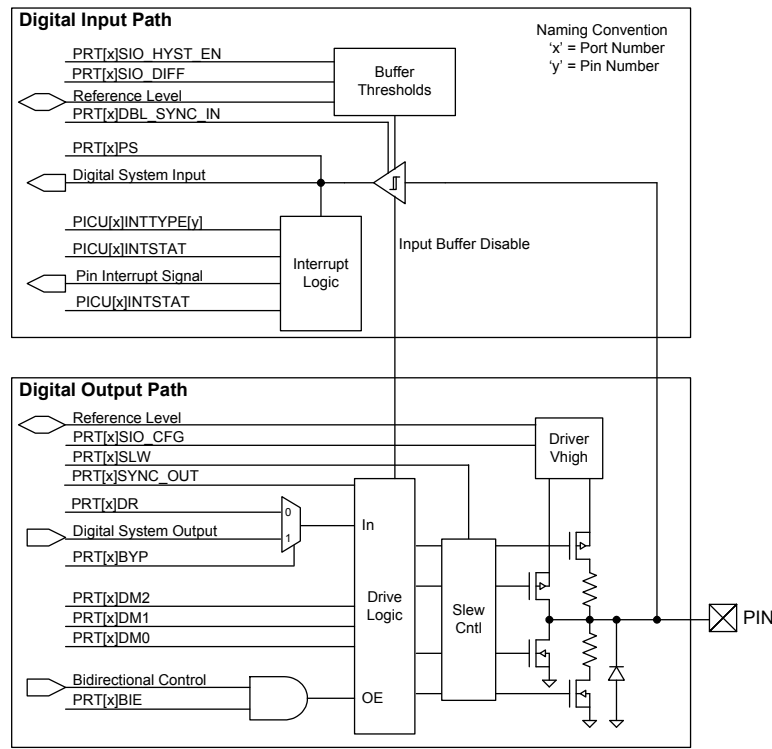 Digital Input Path
Naming Convention
'x' = Port Number
'y' = Pin Number
PRT[x]SIO_HYST_EN
PRT[x]SIO_DIFF
Reference Level
PRT[x]DBL_SYNC_IN
Buffer
Thresholds
PRT[x]PS
Digital System Input
PICU[x]INTTYPE[y]
PICU[x]INTSTAT
Pin Interrupt Signal
PICU[x]INTSTAT
Interrupt
Logic
Input Buffer Disable
Digital Output Path
Reference Level
PRT[x]SIO_CFG
PRT[x]SLW
PRT[x]SYNC_OUT
Driver
Vhigh
PRT[x]DR
Digital System Output
PRT[x]BYP
0
1
In
PRT[x]DM2
PRT[x]DM1
PRT[x]DM0
Drive
Logic
Slew
Cntl
PIN
Bidirectional Control
PRT[x]BIE
OE